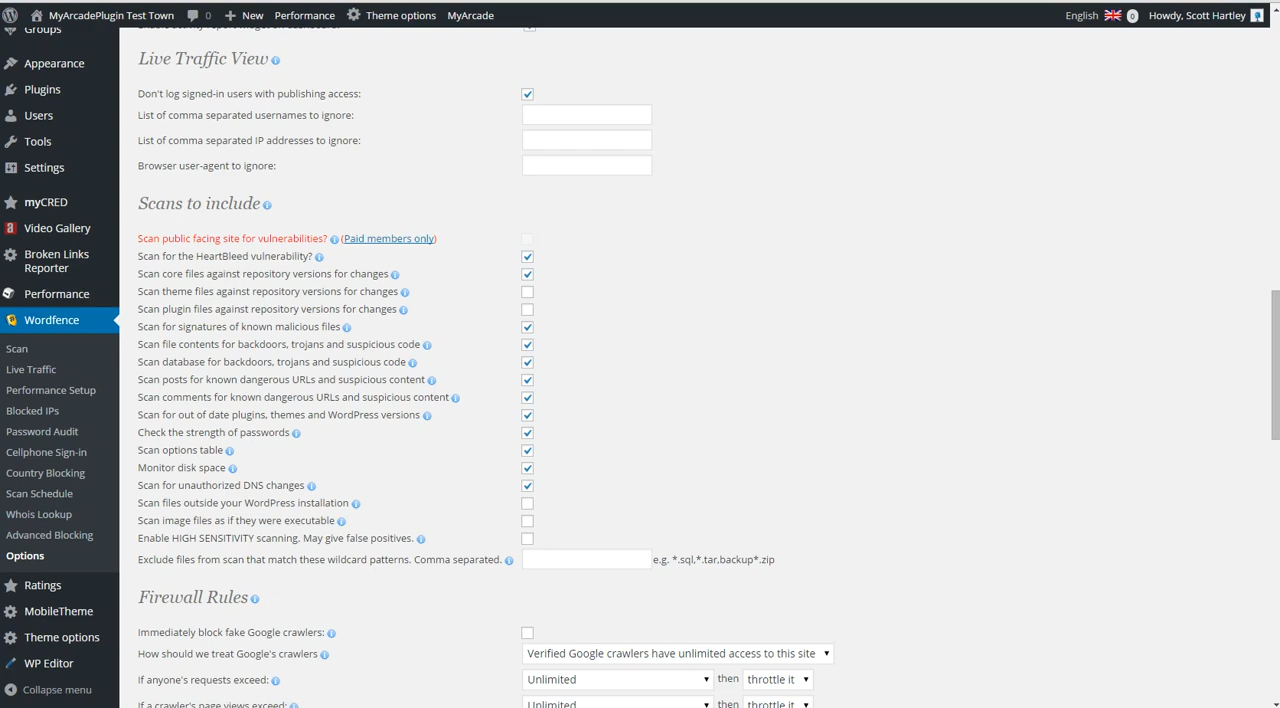 MyArcadePlugin Test Town 0 New Performance Theme options MyArcade English 0 Howdy, Scott Hartley
Groups
Appearance
Plugins
Users
Tools
Settings
myCRED
Video Gallery
Broken Links
Reporter
Performance
Wordfence
Scan
Live Traffic
Performance Setup
Blocked IPs
Password Audit
Cellphone Sign-in
Country Blocking
Scan Schedule
Whois Lookup
Advanced Blocking
Options
Ratings
MobileTheme
Theme options
WP Editor
Collapse menu
Live Traffic View
Don't log signed-in users with publishing access:
List of comma separated usernames to ignore:
List of comma separated IP addresses to ignore:
Browser user-agent to ignore:
Scans to include
Scan public facing site for vulnerabilities? (Paid members only)
Scan for the HeartBleed vulnerability?
Scan core files against repository versions for changes
Scan theme files against repository versions for changes
Scan plugin files against repository versions for changes
Scan for signatures of known malicious files
Scan file contents for backdoors, trojans and suspicious code
Scan database for backdoors, trojans and suspicious code
Scan posts for known dangerous URLs and suspicious content
Scan comments for known dangerous URLs and suspicious content
Scan for out of date plugins, themes and WordPress versions
Check the strength of passwords
Scan options table
Monitor disk space
Scan for unauthorized DNS changes
Scan files outside your WordPress installation
Scan image files as if they were executable
Enable HIGH SENSITIVITY scanning. May give false positives.
Exclude files from scan that match these wildcard patterns. Comma separated. e.g. *.sql,*.tar,backup*.zip
Firewall Rules
Immediately block fake Google crawlers:
How should we treat Google's crawlers Verified Google crawlers have unlimited access to this site
If anyone's requests exceed: Unlimited then throttle it
If a crawler's page views exceed: Unlimited then throttle it